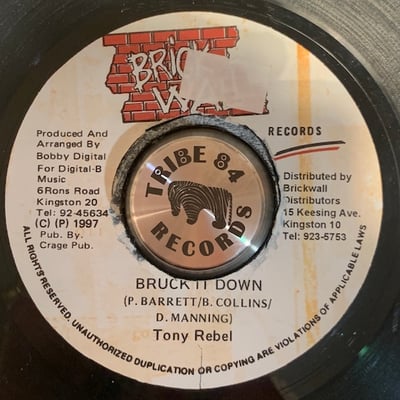 BRICK
RECORDS
Produced And
Arranged By
Bobby Digital
For Digital-B
Music
6Rons Road
Kingston 20
Tel: 92-45634
(C) (P) 1997
Pub. By.
Crage Pub.
TRIBE 84
RECORDS
Distributed by
Brickwall
Distributors
15 Keesing Ave.
Kingston 10
Tel: 923-5753
BRUCK IT DOWN
(P. BARRETT/B. COLLINS/
D. MANNING)
Tony Rebel
ALL RIGHTS RESERVED. UNAUTHORIZED DUPLICATION OR COPYING ARE VIOLATIONS OF APPLICABLE LAWS